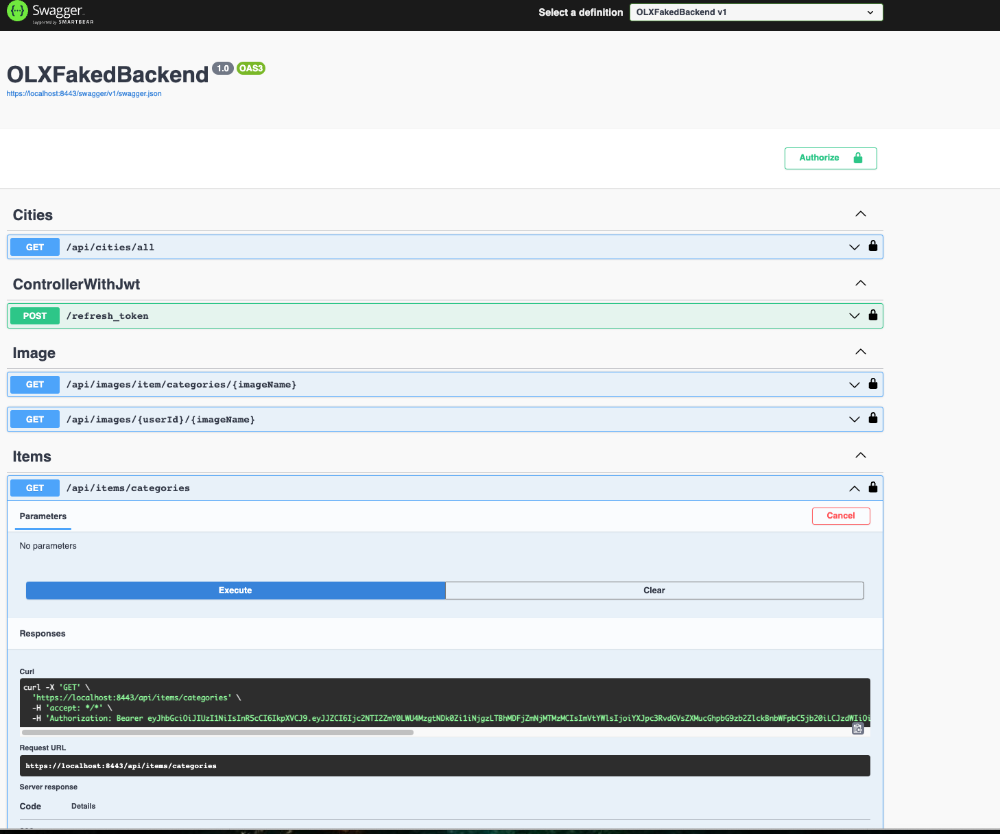 Swagger
Supported by SMARTBEAR
Select a definition
OLXFakedBackend v1
OLXFakedBackend 1.0 OAS3
https://localhost:8443/swagger/v1/swagger.json
Authorize
Cities
GET /api/cities/all
ControllerWithJwt
POST /refresh_token
Image
GET /api/images/item/categories/{imageName}
GET /api/images/{userId}/{imageName}
Items
GET /api/items/categories
Parameters
Cancel
No parameters
Execute
Clear
Responses
Curl
curl -X 'GET' \
'https://localhost:8443/api/items/categories' \
-H 'accept: */*' \
-H 'Authorization: Bearer
Request URL
https://localhost:8443/api/items/categories
Server response
Code Details